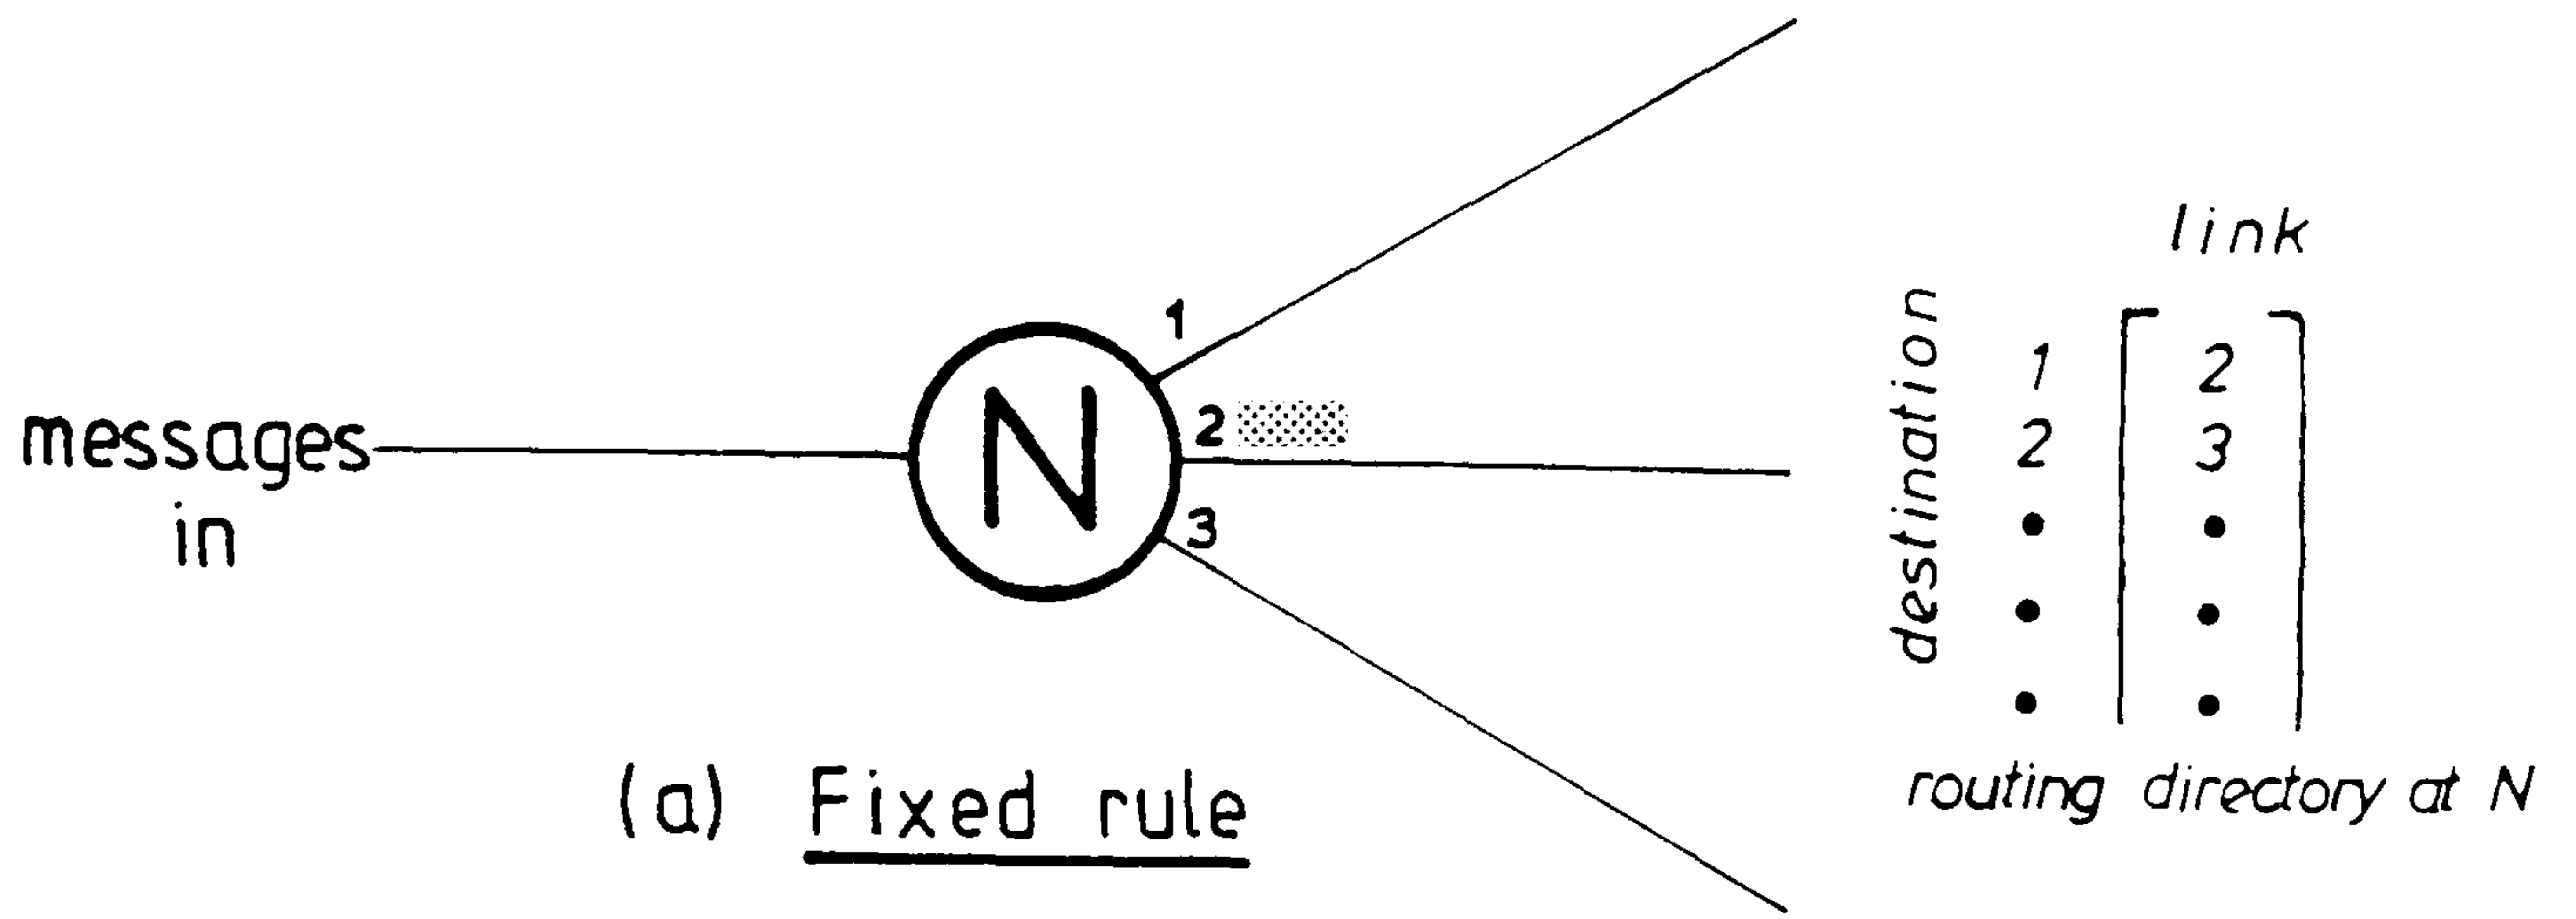 messages
in
N
1
2
3
(a) Fixed rule
link
destination
1 2
2 3
routing directory at N